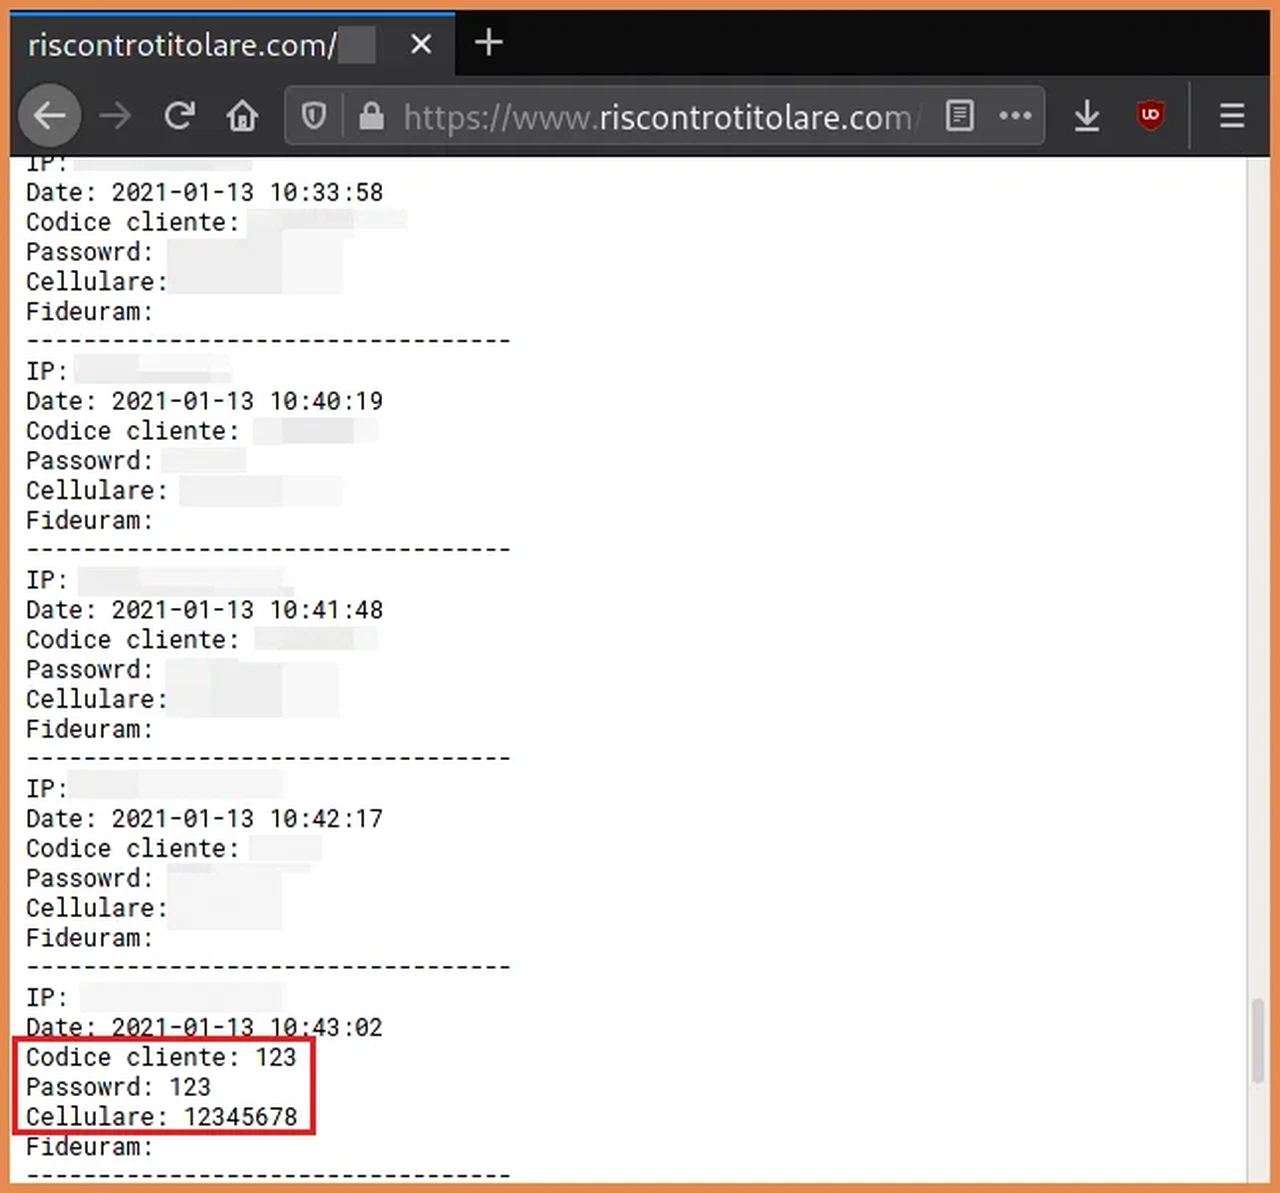 riscontrotitolare.com/
https://www.riscontrotitolare.com/
IP:
Date: 2021-01-13 10:33:58
Codice cliente:
Passowrd:
Cellulare:
Fideuram:
----------------------------------
IP:
Date: 2021-01-13 10:40:19
Codice cliente:
Passowrd:
Cellulare:
Fideuram:
----------------------------------
IP:
Date: 2021-01-13 10:41:48
Codice cliente:
Passowrd:
Cellulare:
Fideuram:
----------------------------------
IP:
Date: 2021-01-13 10:42:17
Codice cliente:
Passowrd:
Cellulare:
Fideuram:
----------------------------------
IP:
Date: 2021-01-13 10:43:02
Codice cliente: 123
Passowrd: 123
Cellulare: 12345678
Fideuram:
----------------------------------